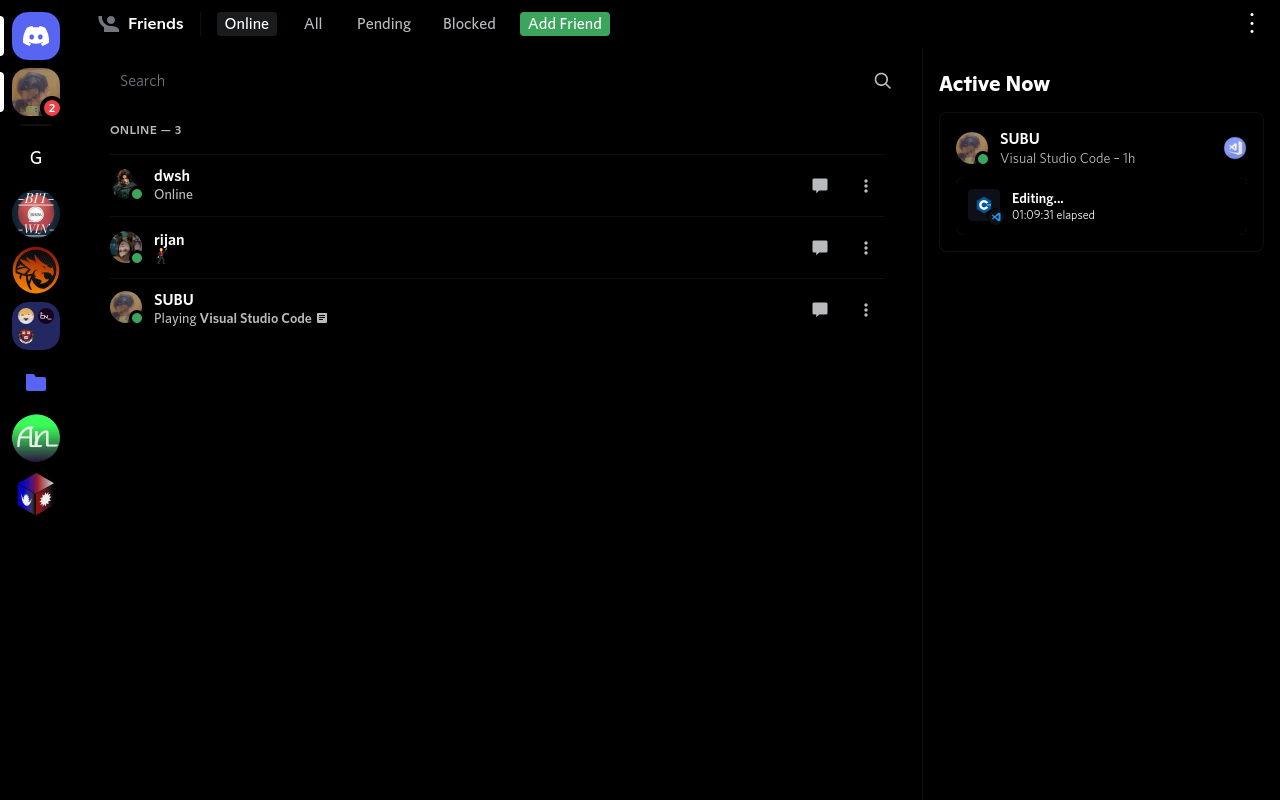 Friends
Online
All
Pending
Blocked
Add Friend
2
G
-BIT-
-WIN-
An
Search
ONLINE — 3
dwsh
Online
rijan
SUBU
Playing Visual Studio Code
Active Now
SUBU
Visual Studio Code – 1h
Editing...
01:09:31 elapsed